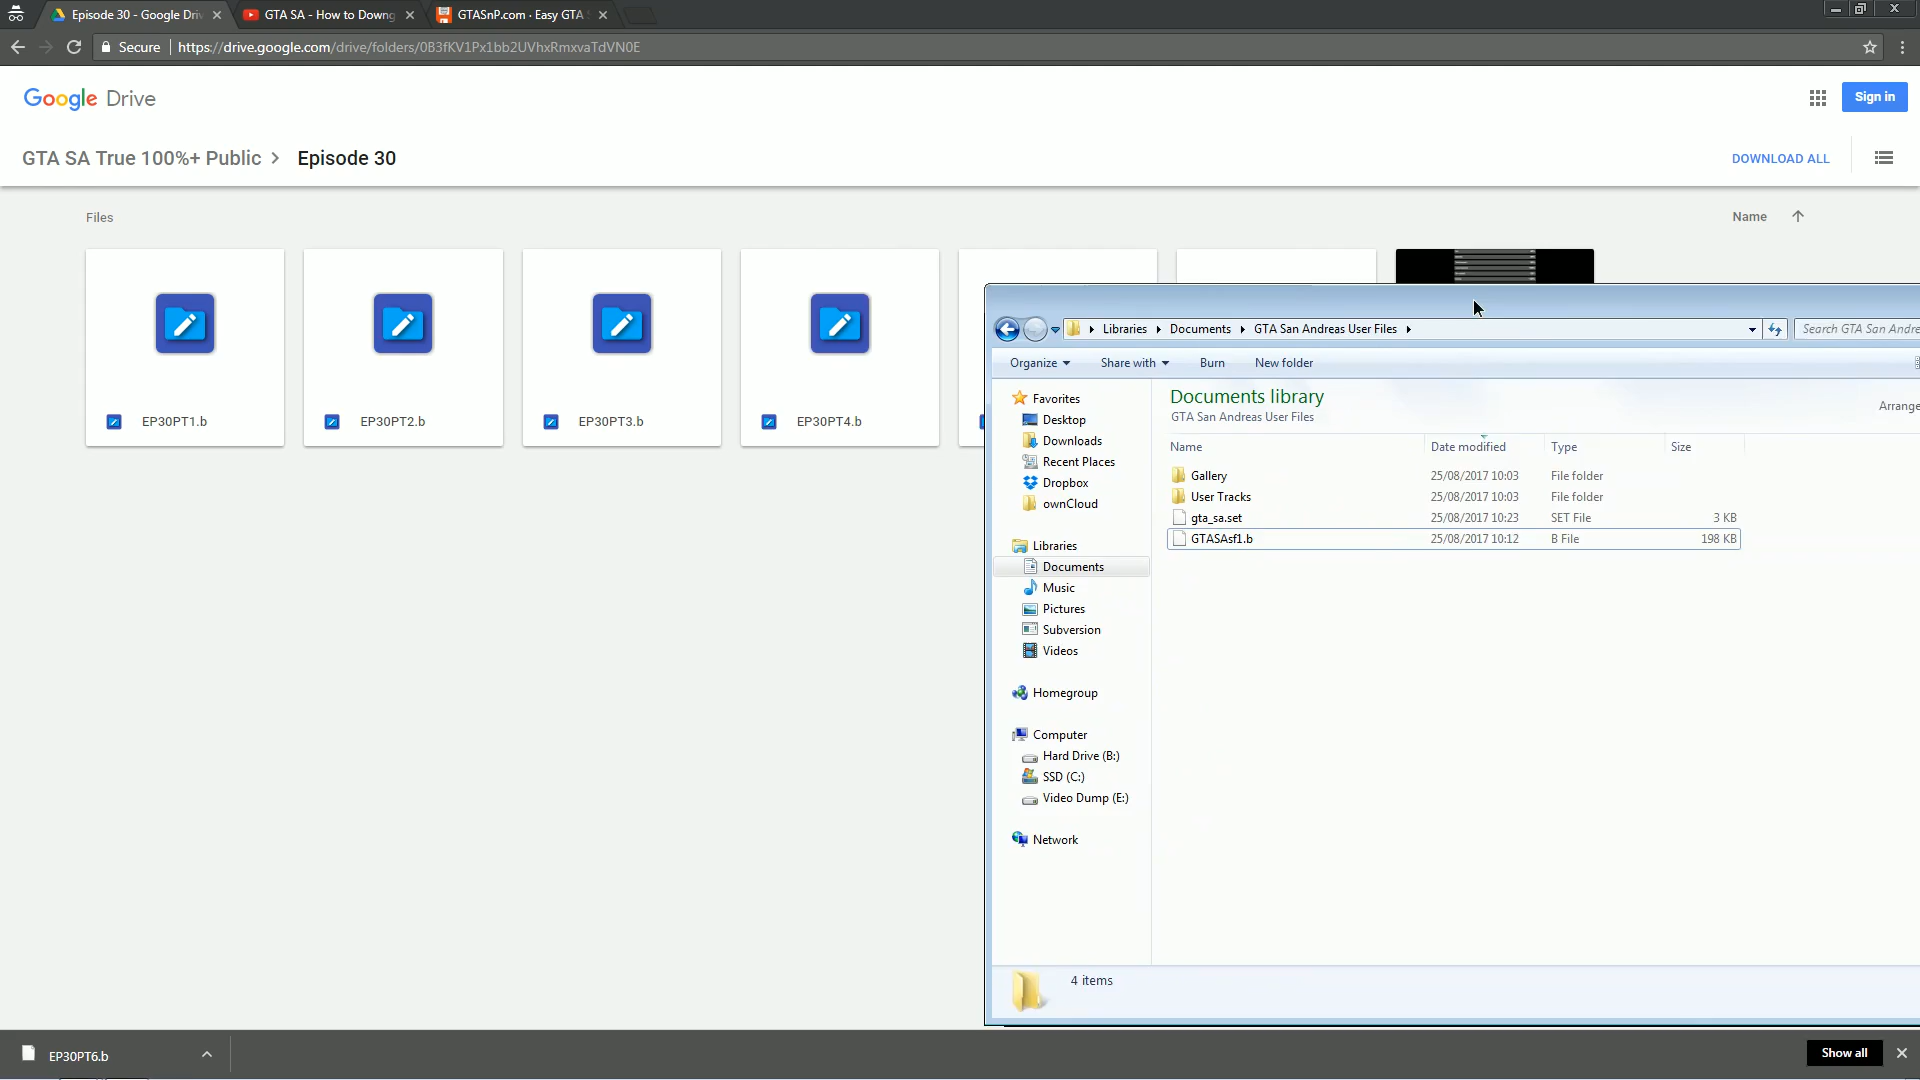 Episode 30 - Google Driv
GTA SA - How to Downg
GTASnP.com · Easy GTA
Secure
https://drive.google.com/drive/folders/0B3fKV1Px1bb2UVhxRmxvaTdVN0E
Google Drive
Sign in
GTA SA True 100%+ Public
Episode 30
DOWNLOAD ALL
Files
Name
EP30PT1.b
EP30PT2.b
EP30PT3.b
EP30PT4.b
Libraries
Documents
GTA San Andreas User Files
Search GTA San Andre
Organize
Share with
Burn
New folder
Favorites
Desktop
Downloads
Recent Places
Dropbox
ownCloud
Libraries
Documents
Music
Pictures
Subversion
Videos
Homegroup
Computer
Hard Drive (B:)
SSD (C:)
Video Dump (E:)
Network
Documents library
GTA San Andreas User Files
Arrange
Name Date modified Type Size
Gallery 25/08/2017 10:03 File folder
User Tracks 25/08/2017 10:03 File folder
gta_sa.set 25/08/2017 10:23 SET File 3 KB
GTASAsf1.b 25/08/2017 10:12 B File 198 KB
4 items
EP30PT6.b
Show all